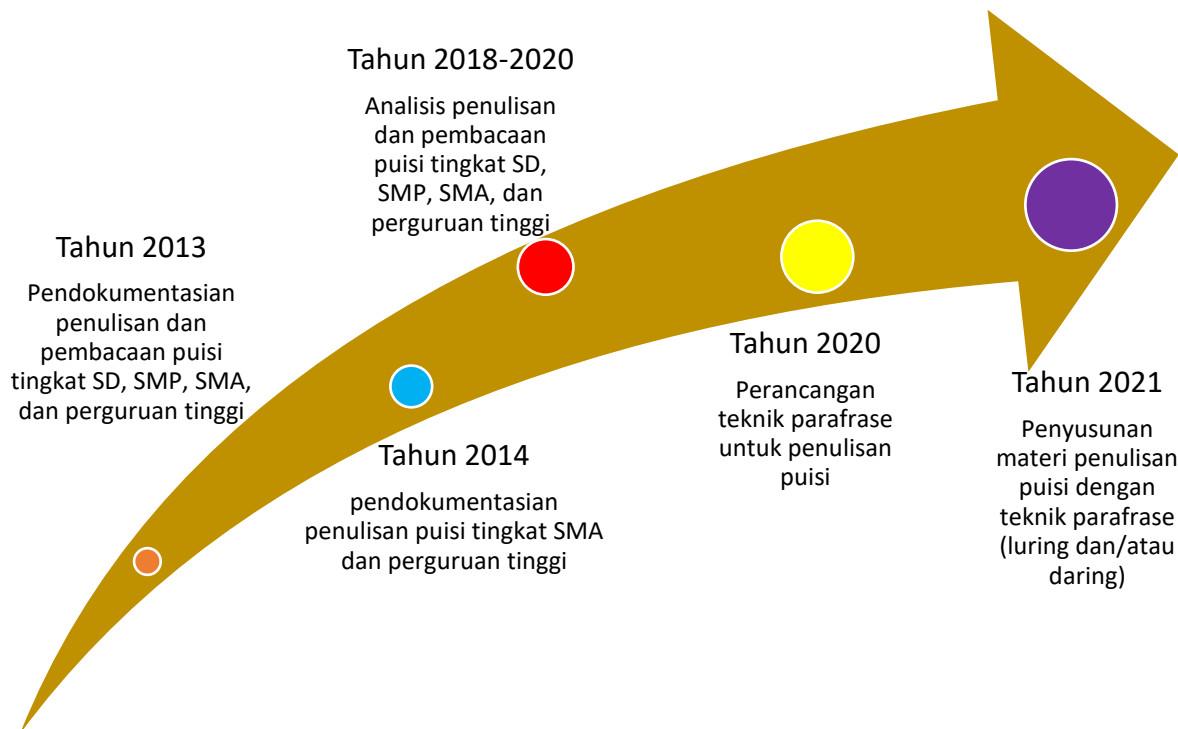 Tahun 2013
Pendokumentasian
penulisan dan
pembacaan puisi
tingkat SD, SMP, SMA,
dan perguruan tinggi
Tahun 2014
pendokumentasian
penulisan puisi tingkat SMA
dan perguruan tinggi
Tahun 2018-2020
Analisis penulisan
dan pembacaan
puisi tingkat SD,
SMP, SMA, dan
perguruan tinggi
Tahun 2020
Perancangan
teknik parafrase
untuk penulisan
puisi
Tahun 2021
Penyusunan
materi penulisan
puisi dengan
teknik parafrase
(luring dan/atau
daring)